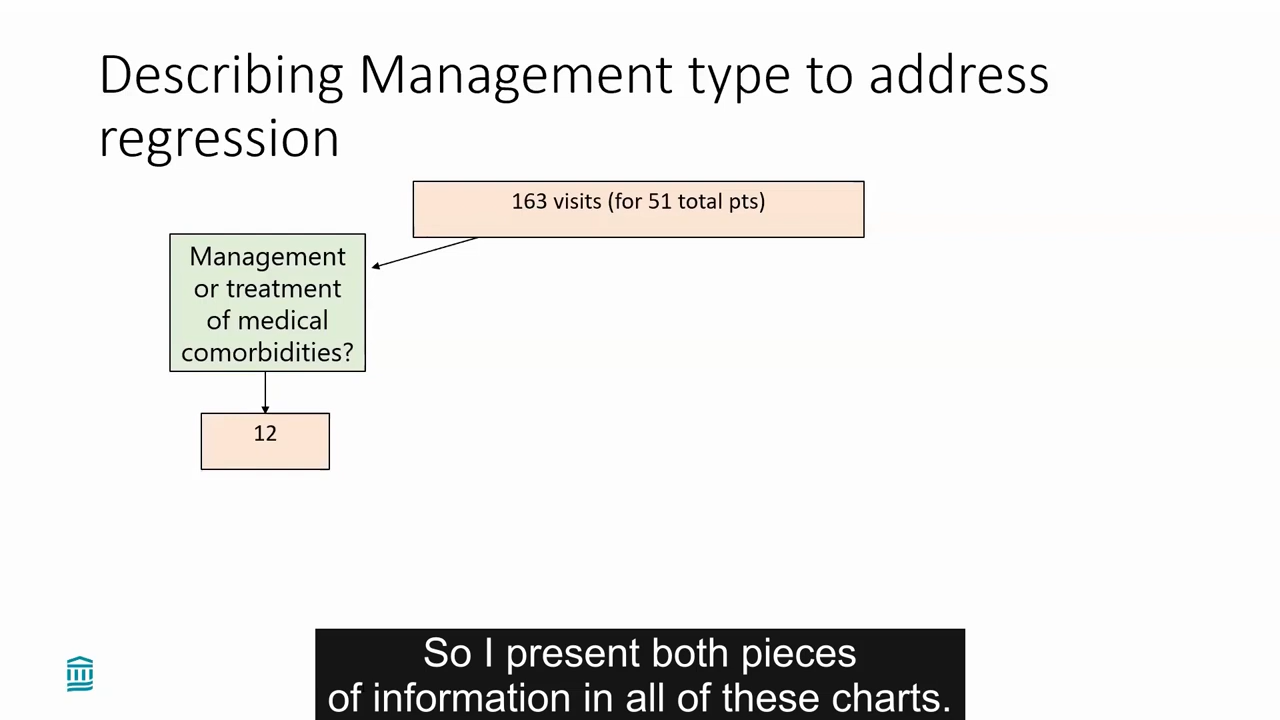 Describing Management type to address
regression
163 visits (for 51 total pts)
Management
or treatment
of medical
comorbidities?
12
So I present both pieces
of information in all of these charts.